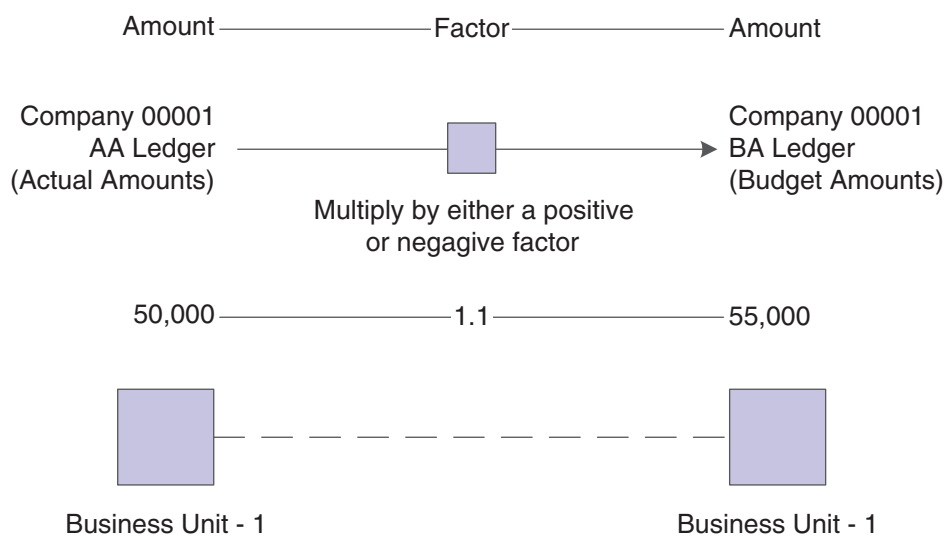 Amount Factor Amount
Company 00001
AA Ledger
(Actual Amounts)
Company 00001
BA Ledger
(Budget Amounts)
Multiply by either a positive
or negagive factor
50,000 1.1 55,000
Business Unit - 1 Business Unit - 1